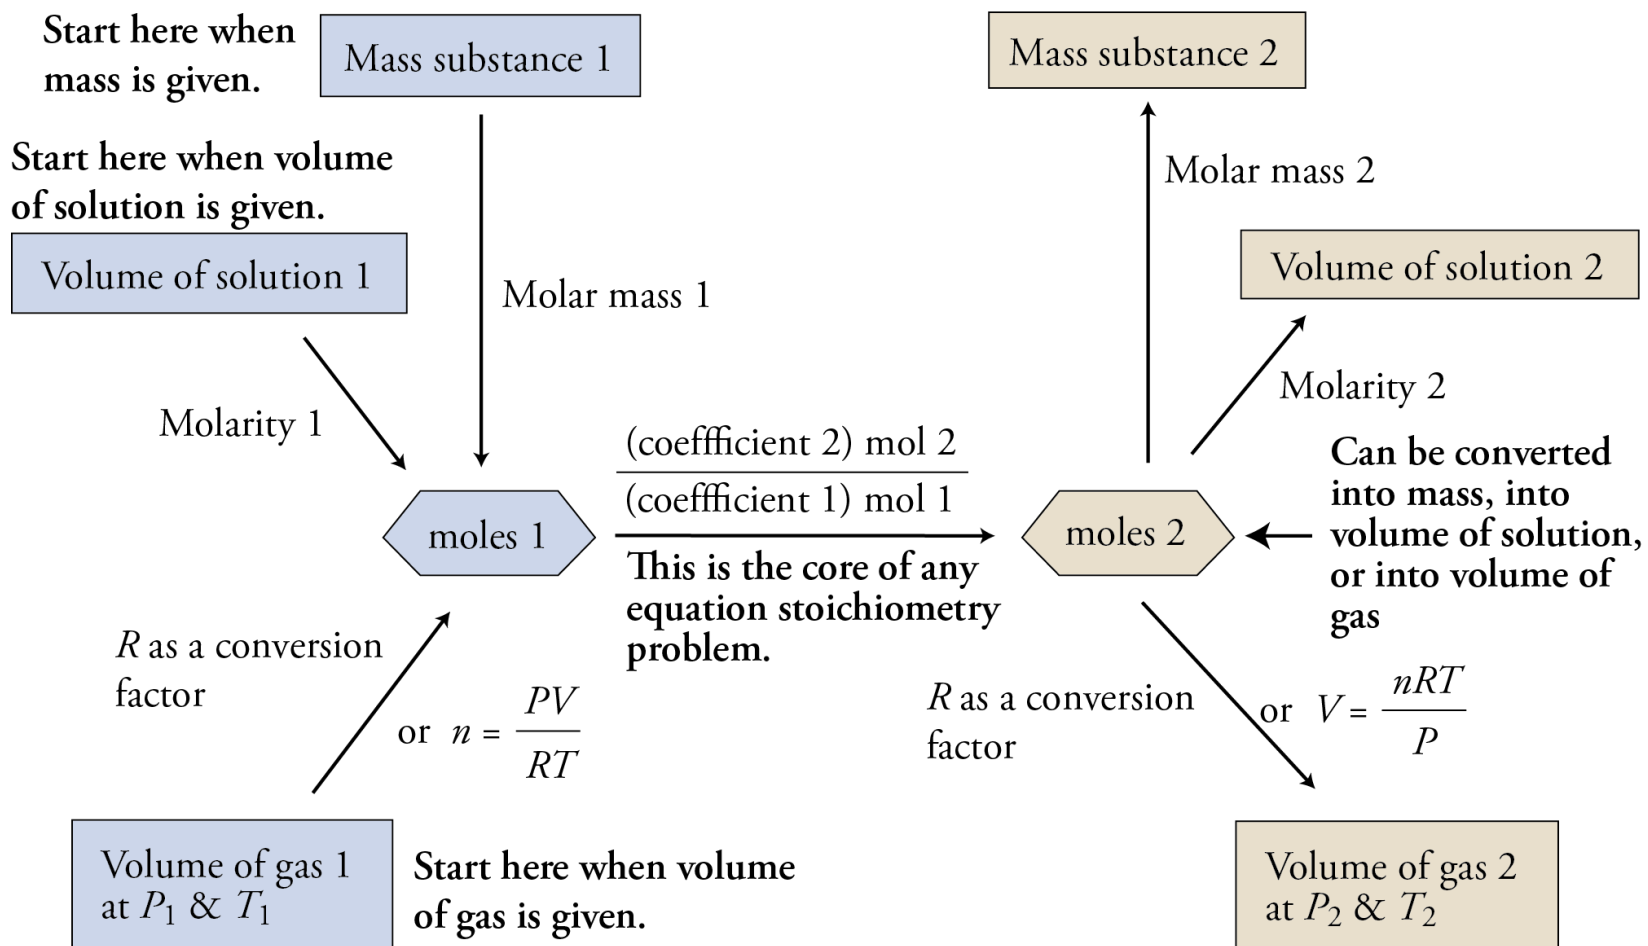 Start here when
mass is given.
Mass substance 1
Mass substance 2
Start here when volume
of solution is given.
Molar mass 2
Volume of solution 1
Volume of solution 2
Molar mass 1
Molarity 1
Molarity 2
(coeffficient 2) mol 2
(coeffficient 1) mol 1
Can be converted
into mass, into
volume of solution,
or into volume of
gas
moles 1
moles 2
This is the core of any
equation stoichiometry
problem.
R as a conversion
factor
or n = PV
RT
R as a conversion
factor
or V = nRT
P
Volume of gas 1
at P1 & T1
Start here when volume
of gas is given.
Volume of gas 2
at P2 & T2